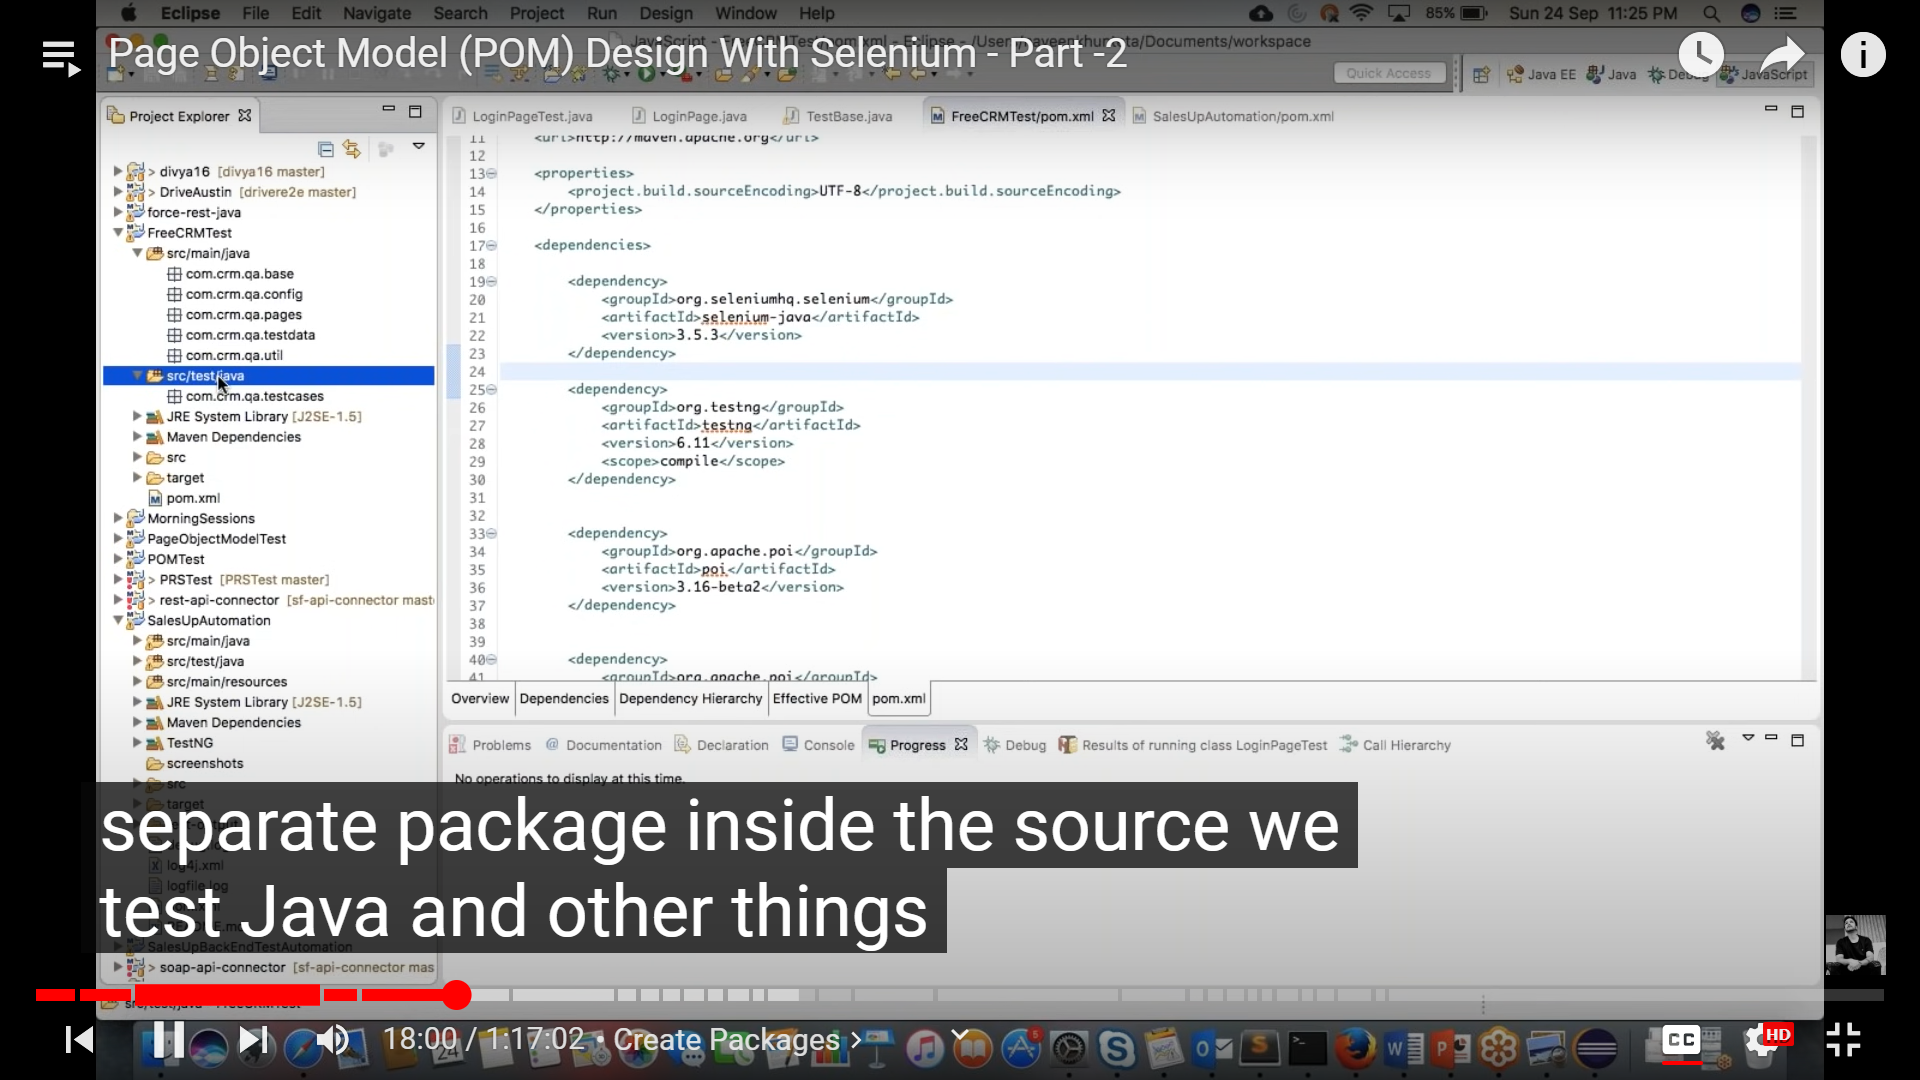 Eclipse File Edit Navigate Search Project Run Design Window Help
85% Sun 24 Sep 11:25 PM
Page Object Model (POM) Design With Selenium - Part -2
/Documents/workspace
Quick Access
Java EE
Java
Debug
JavaScript
Project Explorer
LoginPageTest.java
LoginPage.java
TestBase.java
FreeCRMTest/pom.xml
SalesUpAutomation/pom.xml
> divya16 [divya16 master]
> DriveAustin [drivere2e master]
force-rest-java
FreeCRMTest
src/main/java
com.crm.qa.base
com.crm.qa.config
com.crm.qa.pages
com.crm.qa.testdata
com.crm.qa.util
src/test/java
com.crm.qa.testcases
JRE System Library [J2SE-1.5]
Maven Dependencies
src
target
pom.xml
MorningSessions
PageObjectModelTest
POMTest
> PRSTest [PRSTest master]
> rest-api-connector [sf-api-connector mast
SalesUpAutomation
src/main/java
src/test/java
src/main/resources
JRE System Library [J2SE-1.5]
Maven Dependencies
TestNG
screenshots
src
target
log4j.xml
logfile.log
SalesUpBackEndTestAutomation
> soap-api-connector [sf-api-connector mas
11 <url>http://maven.apache.org</url>
12
13 <properties>
14 <project.build.sourceEncoding>UTF-8</project.build.sourceEncoding>
15 </properties>
16
17 <dependencies>
18
19 <dependency>
20 <groupId>org.seleniumhq.selenium</groupId>
21 <artifactId>selenium-java</artifactId>
22 <version>3.5.3</version>
23 </dependency>
24
25 <dependency>
26 <groupId>org.testng</groupId>
27 <artifactId>testng</artifactId>
28 <version>6.11</version>
29 <scope>compile</scope>
30 </dependency>
31
32
33 <dependency>
34 <groupId>org.apache.poi</groupId>
35 <artifactId>poi</artifactId>
36 <version>3.16-beta2</version>
37 </dependency>
38
39
40 <dependency>
41 <groupId>org.apache.poi</groupId>
Overview Dependencies Dependency Hierarchy Effective POM pom.xml
Problems @ Documentation Declaration Console Progress Debug Results of running class LoginPageTest Call Hierarchy
No operations to display at this time.
separate package inside the source we
test Java and other things
18:00 / 1:17:02 • Create Packages >
CC
HD